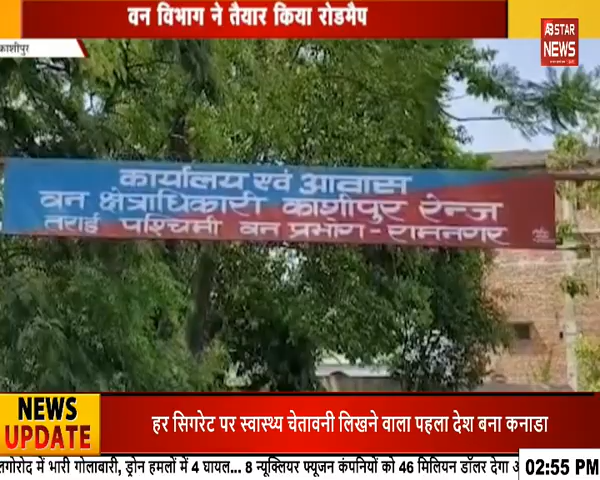 वन विभाग ने तैयार किया रोडमैप
काशीपुर
STAR
NEWS
कार्यालय एवं आवास
वन क्षेत्राधिकारी काशीपुर रेन्ज
तराई पश्चिमी वन प्रभाग - रामनगर
NEWS
UPDATE
हर सिगरेट पर स्वास्थ्य चेतावनी लिखने वाला पहला देश बना कनाडा
लगोरोद में भारी गोलाबारी, ड्रोन हमलों में 4 घायल... 8 न्यूक्लियर फ्यूजन कंपनियों को 46 मिलियन डॉलर देगा
02:55 PM